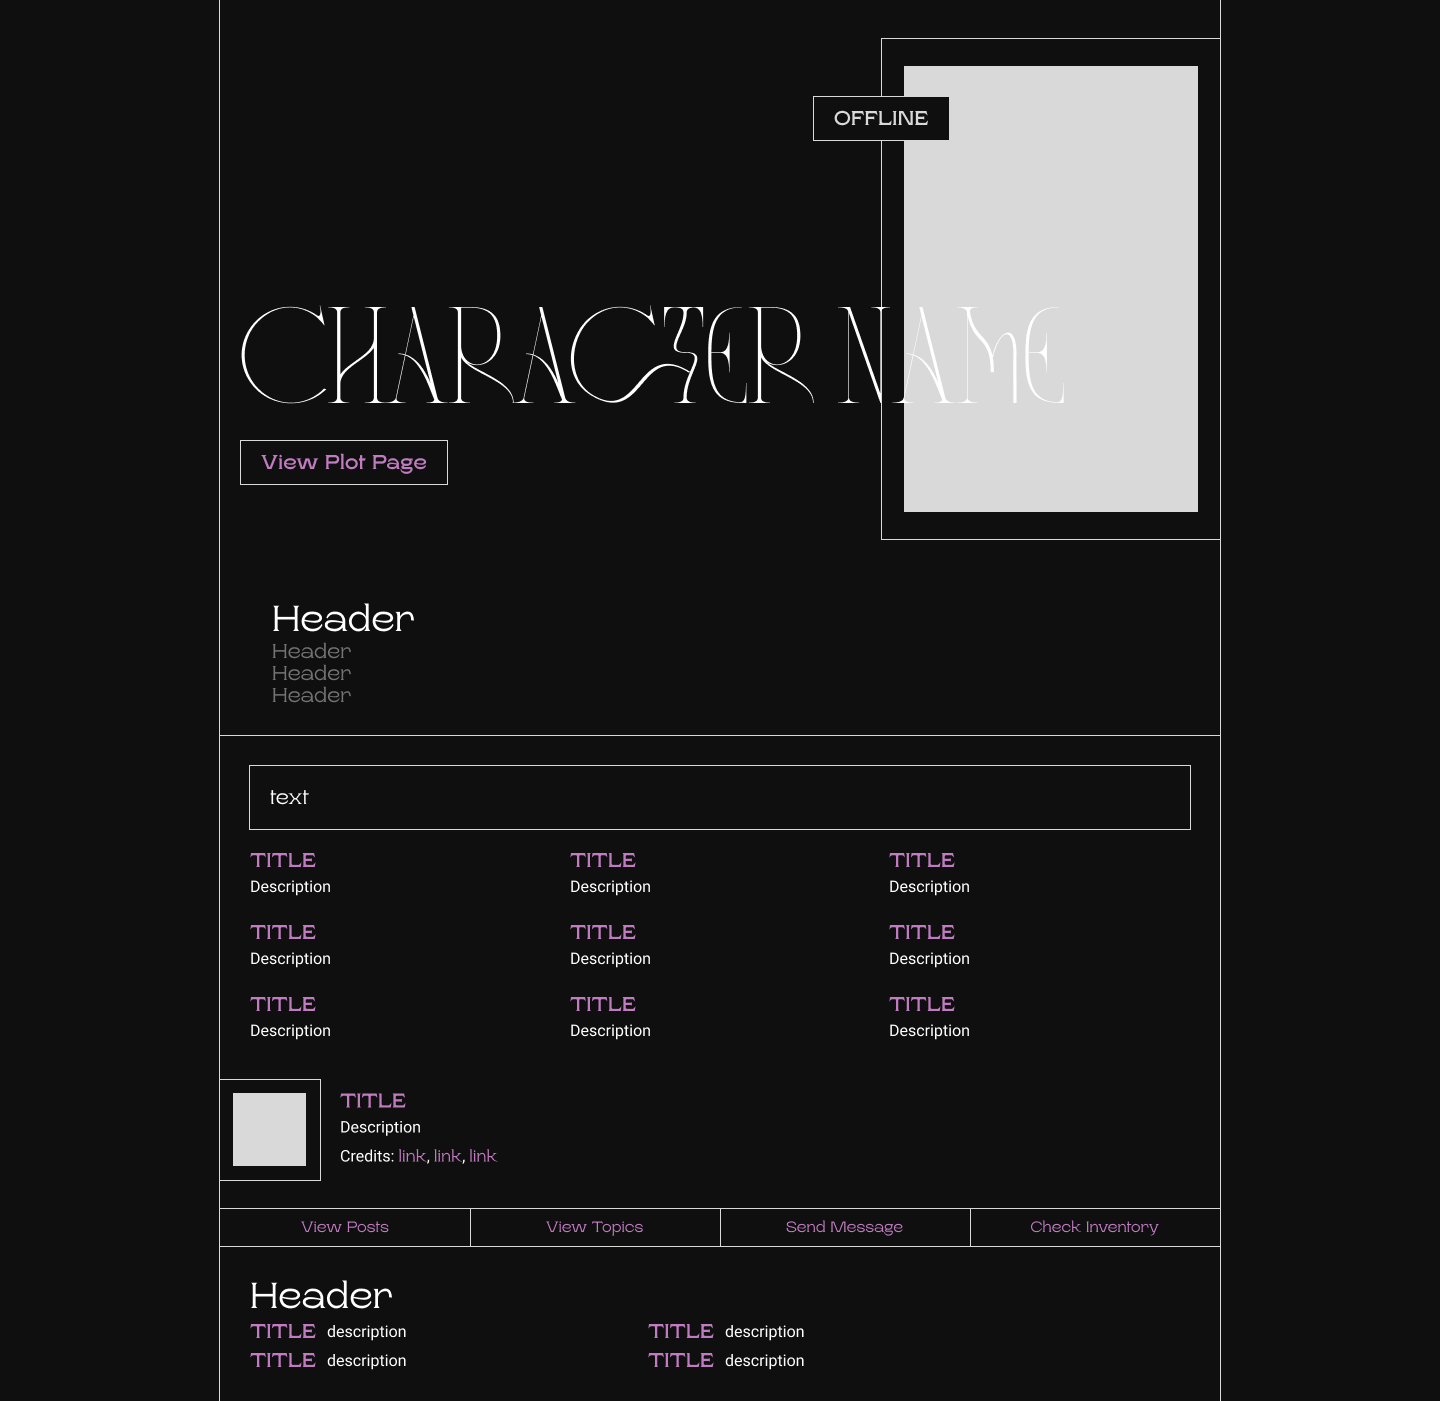 OFFLINE
CHARACTER NAME
View Plot Page
Header
Header
Header
Header
text
TITLE TITLE TITLE
Description Description Description
TITLE TITLE TITLE
Description Description Description
TITLE TITLE TITLE
Description Description Description
TITLE
Description
Credits: link, link, link
View Posts View Topics Send Message Check Inventory
Header
TITLE description TITLE description
TITLE description TITLE description